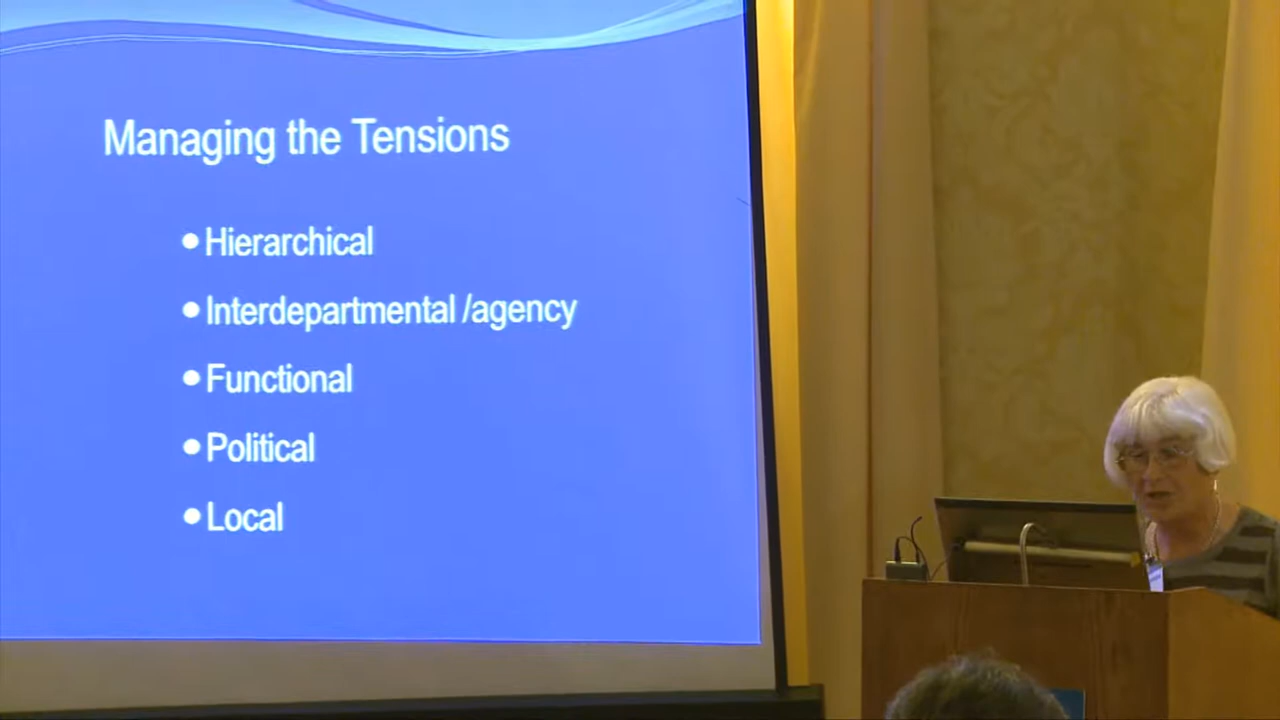 Managing the Tensions
•Hierarchical
•Interdepartmental /agency
•Functional
•Political
•Local